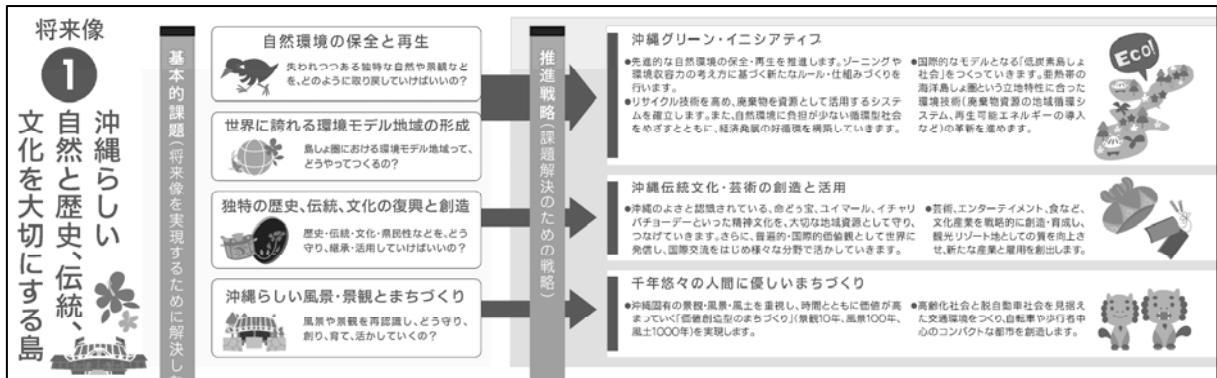 将来像
1
沖縄らしい
自然と歴史、伝統、
文化を大切にする島
基本的課題(将来像を実現するために解決した
自然環境の保全と再生
失われつつある独特な自然や景観など
を、どのように取り戻していけばいいの?
世界に誇れる環境モデル地域の形成
島しょ圏における環境モデル地域って、
どうやってつくるの?
独特の歴史、伝統、文化の復興と創造
歴史・伝統・文化・県民性などを、どう
守り、継承・活用していけばいいの?
沖縄らしい風景・景観とまちづくり
風景や景観を再認識し、どう守り、
創り、育て、活かしていくの?
推進戦略(課題解決のための戦略)
沖縄グリーン・イニシアティブ
●先進的な自然環境の保全・再生を推進します。ゾーニングや
環境収容力の考え方に基づく新たなルール・仕組みづくりを
行います。
●リサイクル技術を高め、廃棄物を資源として活用するシステ
ムを確立します。また、自然環境に負担が少ない循環型社会
をめざすとともに、経済発展の好循環を構築していきます。
●国際的なモデルとなる「低炭素島しょ
社会」をつくっていきます。亜熱帯の
海洋島しょ圏という立地特性に合った
環境技術(廃棄物資源の地域循環シ
ステム、再生可能エネルギーの導入
など)の革新を進めます。
Eco!
沖縄伝統文化・芸術の創造と活用
●沖縄のよさと認識されている、命どぅ宝、ユイマール、イチャリ
バチョーデーといった精神文化を、大切な地域資源として守り、
つなげていきます。さらに、普遍的・国際的価値観として世界に
発信し、国際交流をはじめ様々な分野で活かしていきます。
●芸術、エンターテイメント、食など、
文化産業を戦略的に創造・育成し、
観光リゾート地としての質を向上さ
せ、新たな産業と雇用を創出します。
千年悠々の人間に優しいまちづくり
●沖縄固有の景観・風景・風土を重視し、時間とともに価値が高
まっていく「価値創造型のまちづくり」(景観10年、風景100年、
風土1000年)を実現します。
●高齢化社会と脱自動車社会を見据え
た交通環境をつくり、自転車や歩行者中
心のコンパクトな都市を創造します。